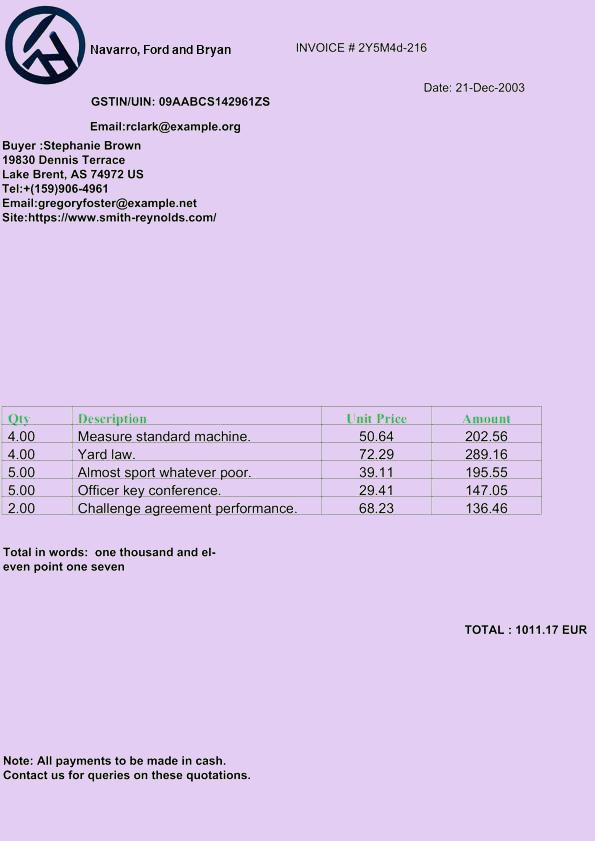 Navarro, Ford and Bryan
INVOICE # 2Y5M4d-216
Date: 21-Dec-2003
GSTIN/UIN: 09AABCS142961ZS
Email:rclark@example.org
Buyer :Stephanie Brown
19830 Dennis Terrace
Lake Brent, AS 74972 US
Tel:+(159)906-4961
Email:gregoryfoster@example.net
Site:https://www.smith-reynolds.com/
Qty Description Unit Price Amount
4.00 Measure standard machine. 50.64 202.56
4.00 Yard law. 72.29 289.16
5.00 Almost sport whatever poor. 39.11 195.55
5.00 Officer key conference. 29.41 147.05
2.00 Challenge agreement performance. 68.23 136.46
Total in words: one thousand and el-
even point one seven
TOTAL : 1011.17 EUR
Note: All payments to be made in cash.
Contact us for queries on these quotations.